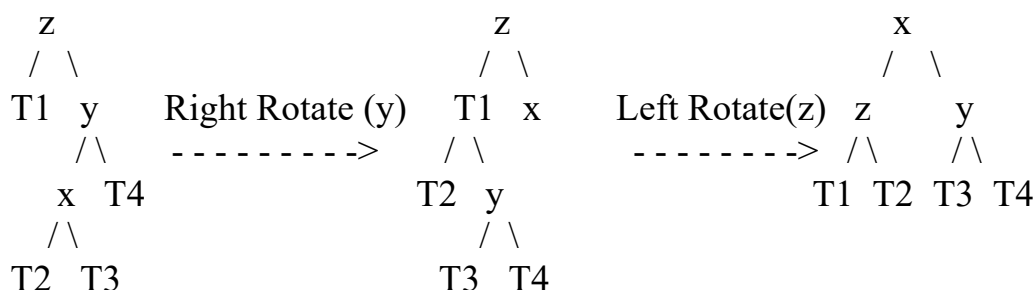 z z x
/ \ / \ / \
T1 y Right Rotate (y) T1 x Left Rotate(z) z y
/ \ - - - - - - - - -> / \ - - - - - - - -> / \ / \
x T4 T2 y T1 T2 T3 T4
/ \ / \
T2 T3 T3 T4